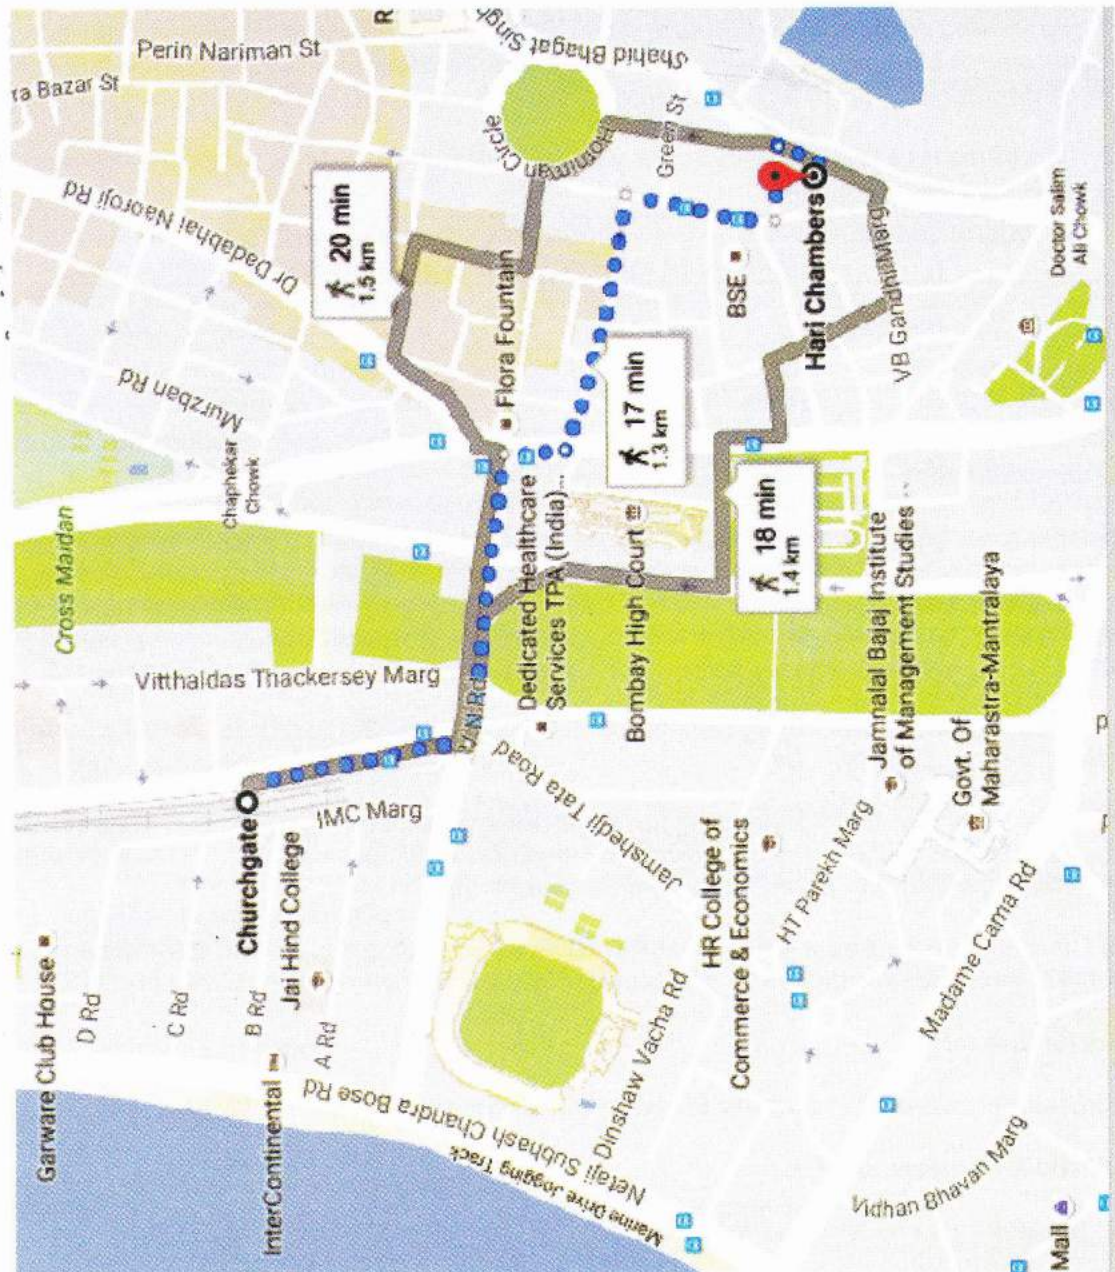 Garware Club House
D Rd
C Rd
B Rd
A Rd
InterContinental
Jai Hind College
Churchgate
IMC Marg
Netaji Subhash Chandra Bose Rd
Marine Drive Jogging Track
Dinshaw Vacha Rd
Jamshedji Tata Road
Vitthaldas Thackersey Marg
Cross Maidan
Chaphekar
Chowk
Murzban Rd
Dr Dadabhai Naoroji Rd
ra Bazar St
Perin Nariman St
R
Shahid Bhagat Singh
Horniman Circle
Green St
20 min
1.5 km
Flora Fountain
N Rd
Dedicated Healthcare
Services TPA (India)...
17 min
1.3 km
Bombay High Court
18 min
1.4 km
BSE
Hari Chambers
VB Gandhi Marg
Doctor Salim
Ali Chowk
HR College of
Commerce & Economics
HT Parekh Marg
Jamnalal Bajaj Institute
of Management Studies
Govt. Of
Maharastra-Mantralaya
Madame Cama Rd
Vidhan Bhavan Marg
Mall